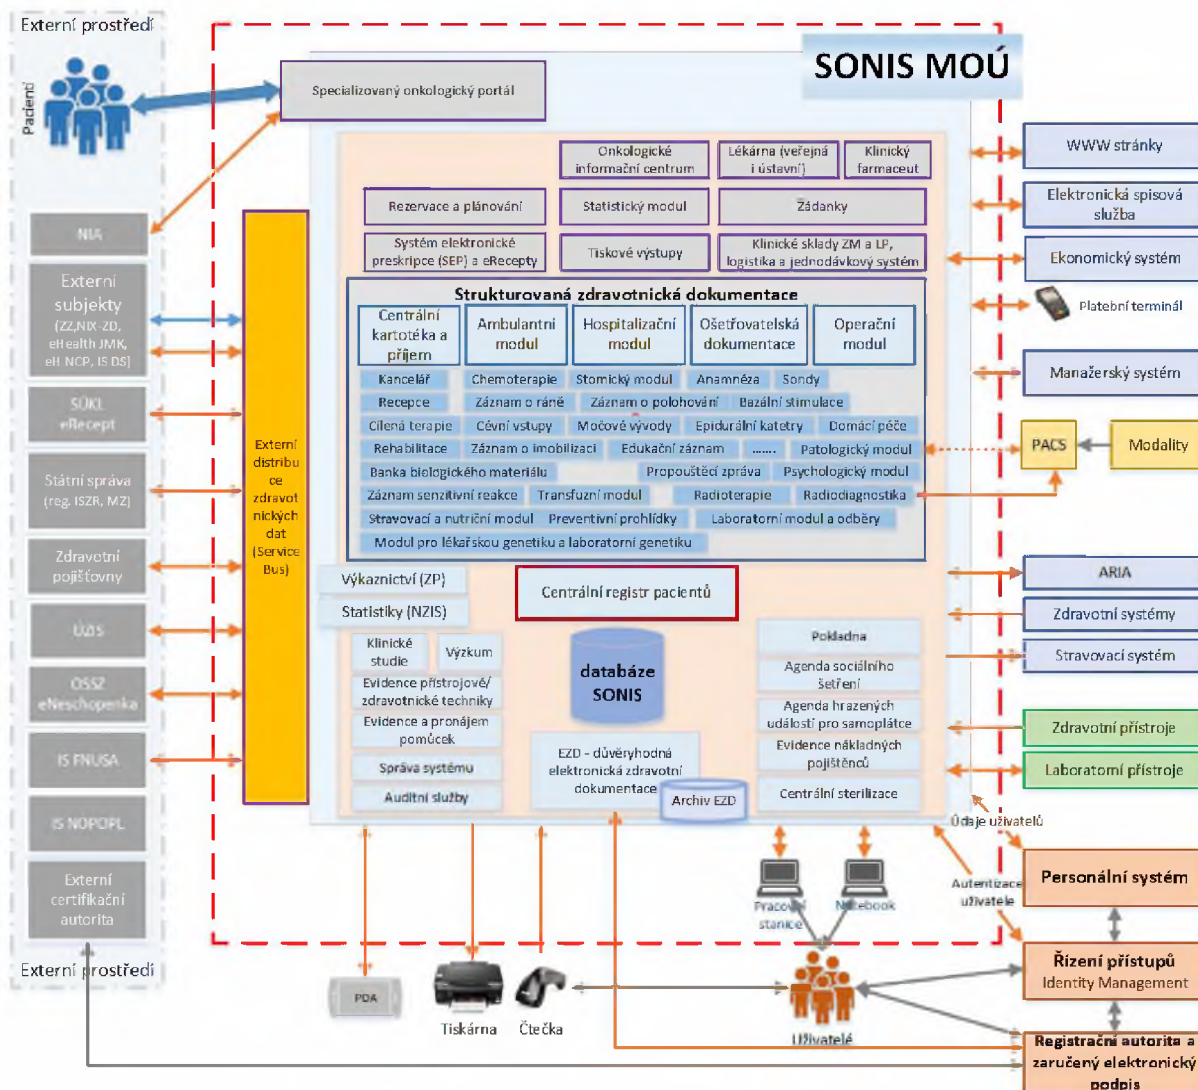 Externí prostředí
Pacienti
SONIS MOÚ
Specializovaný onkologický portál
Onkologické
informační centrum
Lékárna (veřejná
i ústavní)
Klinický
farmaceut
Rezervace a plánování
Statistický modul
Žádanky
Systém elektronické
preskripce (SEP) a eRecepty
Tiskové výstupy
Klinické sklady ZM a LP,
logistika a jednodávkový systém
Strukturovaná zdravotnická dokumentace
Centrální
kartotéka a
příjem
Ambulantní
modul
Hospitalizační
modul
Ošetřovatelská
dokumentace
Operační
modul
Kancelář
Chemoterapie
Stomický modul
Anamnéza
Sondy
Recepce
Záznam o ráně
Záznam o polohování
Bazální stimulace
Cílená terapie
Cévní vstupy
Močové vývody
Epidurální katetry
Domácí péče
Rehabilitace
Záznam o imobilizaci
Edukační záznam
.......
Patologický modul
Banka biologického materiálu
Propouštěcí zpráva
Psychologický modul
Záznam senzitivní reakce
Transfuzní modul
Radioterapie
Radiodiagnostika
Stravovací a nutriční modul
Preventivní prohlídky
Laboratorní modul a odběry
Modul pro lékařskou genetiku a laboratorní genetiku
Výkaznictví (ZP)
Statistiky (NZIS)
Centrální registr pacientů
Klinické
studie
Výzkum
Evidence přístrojové/
zdravotnické techniky
Evidence a pronájem
pomůcek
Správa systému
Auditní služby
databáze
SONIS
EZD - důvěryhodná
elektronická zdravotní
dokumentace
Archiv EZD
Pokladna
Agenda sociálního
šetření
Agenda hrazených
událostí pro samoplátce
Evidence nákladných
pojištěnců
Centrální sterilizace
NIA
Externí
subjekty
(ZZ,NIX-ZD,
eHealth JMK,
eH NCP, IS DS)
SÚKL
eRecept
Státní správa
(reg. ISZR, MZ)
Zdravotní
pojišťovny
ÚZIS
OSSZ
eNeschopenka
IS FNUSA
IS NOPOPL
Externí
certifikační
autorita
Externí prostředí
Externí
distribu
ce
zdravot
nických
dat
(Service
Bus)
WWW stránky
Elektronická spisová
služba
Ekonomický systém
Platební terminál
Manažerský systém
PACS
Modality
ARIA
Zdravotní systémy
Stravovací systém
Zdravotní přístroje
Laboratorní přístroje
Údaje uživatelů
Personální systém
Autentizace
uživatele
Řízení přístupů
Identity Management
Registrační autorita a
zaručený elektronický
podpis
Pracovní
stanice
Notebook
PDA
Tiskárna
Čtečka
Uživatelé